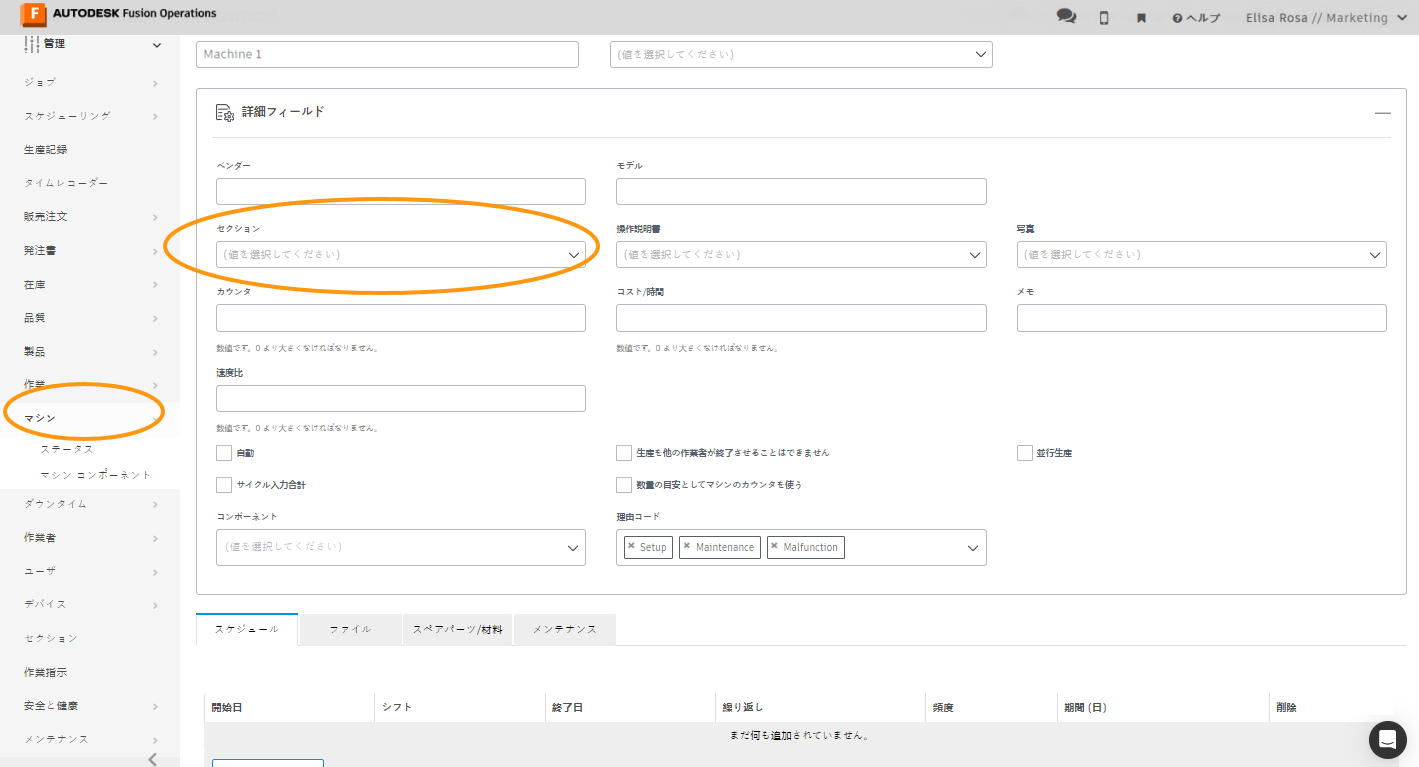 AUTODESK Fusion Operations
ヘルプ
Elisa Rosa // Marketing
管理
ジョブ
スケジューリング
生産記録
タイムレコーダー
販売注文
発注書
在庫
品質
製品
作業
マシン
ステータス
マシン コンポーネント
ダウンタイム
作業者
ユーザ
デバイス
セクション
作業指示
安全と健康
メンテナンス
Machine 1
(値を選択してください)
詳細フィールド
ベンダー
モデル
セクション
操作説明書
写真
(値を選択してください)
(値を選択してください)
(値を選択してください)
カウンタ
コスト/時間
メモ
数値です。0 より大きくなければなりません。
数値です。0 より大きくなければなりません。
速度比
数値です。0 より大きくなければなりません。
自動
生産を他の作業者が終了させることはできません
並行生産
サイクル入力合計
数量の目安としてマシンのカウンタを使う
コンポーネント
理由コード
(値を選択してください)
× Setup
× Maintenance
× Malfunction
スケジュール
ファイル
スペアパーツ/材料
メンテナンス
開始日
シフト
終了日
繰り返し
頻度
期間 (日)
削除
まだ何も追加されていません。